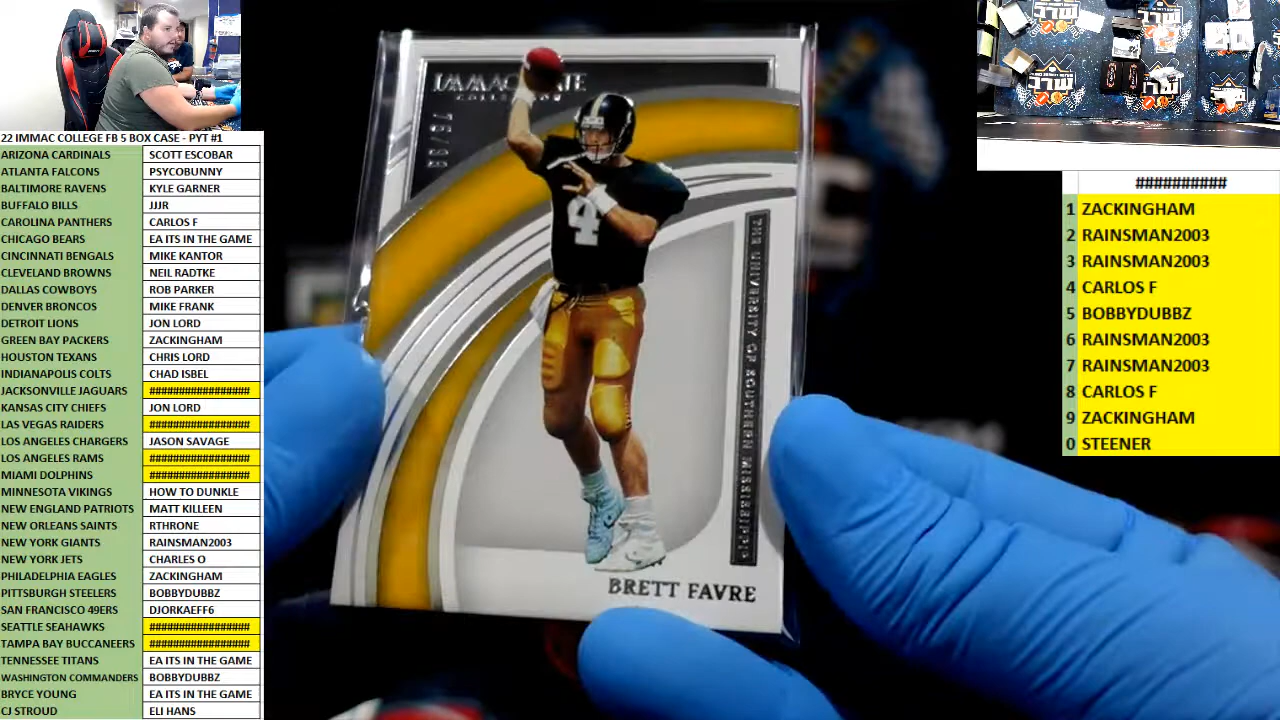 22 IMMAC COLLEGE FB 5 BOX CASE - PYT #1
ARIZONA CARDINALS SCOTT ESCOBAR
ATLANTA FALCONS PSYCOBUNNY
BALTIMORE RAVENS KYLE GARNER
BUFFALO BILLS JJJR
CAROLINA PANTHERS CARLOS F
CHICAGO BEARS EA ITS IN THE GAME
CINCINNATI BENGALS MIKE KANTOR
CLEVELAND BROWNS NEIL RADTKE
DALLAS COWBOYS ROB PARKER
DENVER BRONCOS MIKE FRANK
DETROIT LIONS JON LORD
GREEN BAY PACKERS ZACKINGHAM
HOUSTON TEXANS CHRIS LORD
INDIANAPOLIS COLTS CHAD ISBEL
JACKSONVILLE JAGUARS ################
KANSAS CITY CHIEFS JON LORD
LAS VEGAS RAIDERS ################
LOS ANGELES CHARGERS JASON SAVAGE
LOS ANGELES RAMS ################
MIAMI DOLPHINS ################
MINNESOTA VIKINGS HOW TO DUNKLE
NEW ENGLAND PATRIOTS MATT KILLEEN
NEW ORLEANS SAINTS RTHRONE
NEW YORK GIANTS RAINSMAN2003
NEW YORK JETS CHARLES O
PHILADELPHIA EAGLES ZACKINGHAM
PITTSBURGH STEELERS BOBBYDUBBZ
SAN FRANCISCO 49ERS DJORKAEFF6
SEATTLE SEAHAWKS ################
TAMPA BAY BUCCANEERS ################
TENNESSEE TITANS EA ITS IN THE GAME
WASHINGTON COMMANDERS BOBBYDUBBZ
BRYCE YOUNG EA ITS IN THE GAME
CJ STROUD ELI HANS
IMMACULATE
COLLECTION
4
THE UNIVERSITY OF SOUTHERN MISSISSIPPI
BRETT FAVRE
##########
1 ZACKINGHAM
2 RAINSMAN2003
3 RAINSMAN2003
4 CARLOS F
5 BOBBYDUBBZ
6 RAINSMAN2003
7 RAINSMAN2003
8 CARLOS F
9 ZACKINGHAM
0 STEENER